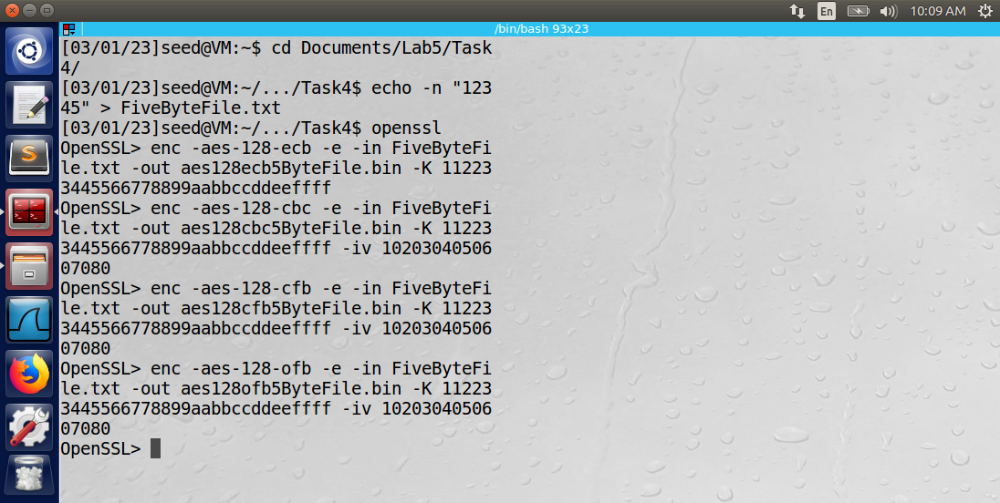 En
10:09 AM
/bin/bash 93x23
[03/01/23]seed@VM:~$ cd Documents/Lab5/Task
4/
[03/01/23]seed@VM:~/.../Task4$ echo -n "123
45" > FiveByteFile.txt
[03/01/23]seed@VM:~/.../Task4$ openssl
OpenSSL> enc -aes-128-ecb -e -in FiveByteFi
le.txt -out aes128ecb5ByteFile.bin -K 11223
3445566778899aabbccddeeffff
OpenSSL> enc -aes-128-cbc -e -in FiveByteFi
le.txt -out aes128cbc5ByteFile.bin -K 11223
3445566778899aabbccddeeffff -iv 10203040506
07080
OpenSSL> enc -aes-128-cfb -e -in FiveByteFi
le.txt -out aes128cfb5ByteFile.bin -K 11223
3445566778899aabbccddeeffff -iv 10203040506
07080
OpenSSL> enc -aes-128-ofb -e -in FiveByteFi
le.txt -out aes128ofb5ByteFile.bin -K 11223
3445566778899aabbccddeeffff -iv 10203040506
07080
OpenSSL>